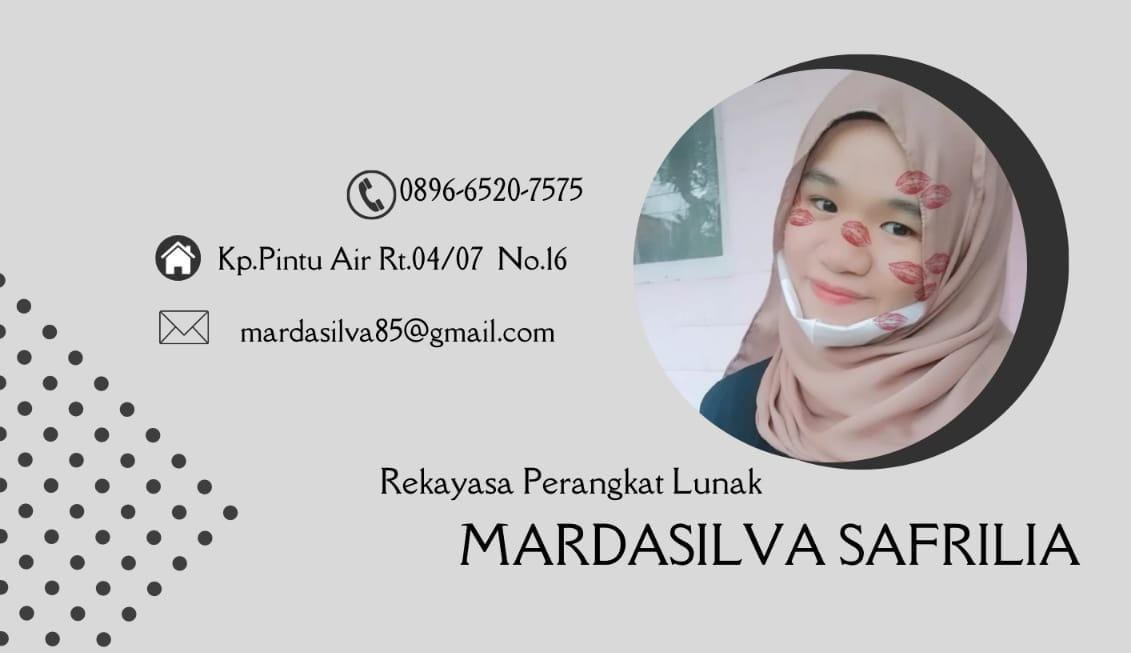 0896-6520-7575
Kp.Pintu Air Rt.04/07 No.16
mardasilva85@gmail.com
Rekayasa Perangkat Lunak
MARDASILVA SAFRILIA